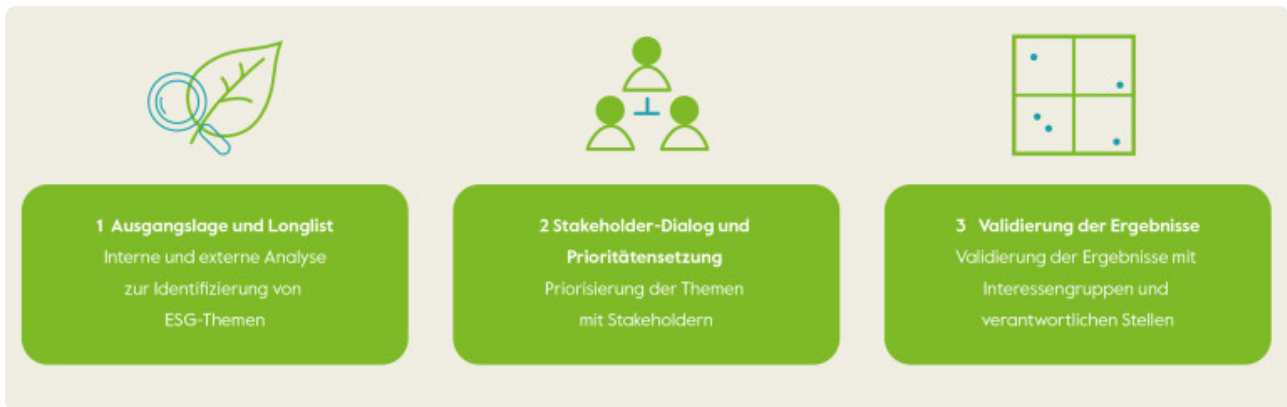 1 Ausgangslage und Longlist
Interne und externe Analyse
zur Identifizierung von
ESG-Themen
2 Stakeholder-Dialog und
Prioritätensetzung
Priorisierung der Themen
mit Stakeholdern
3 Validierung der Ergebnisse
Validierung der Ergebnisse mit
Interessengruppen und
verantwortlichen Stellen